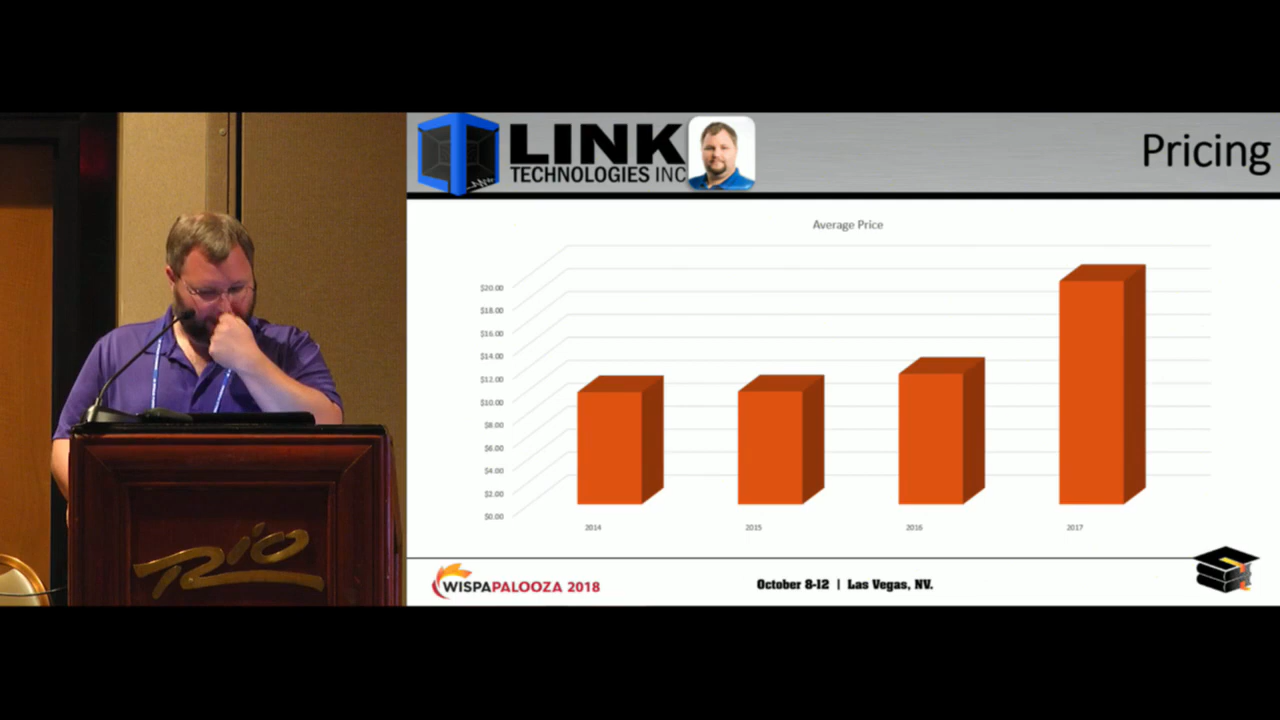 LINK
TECHNOLOGIES INC
Pricing
Average Price
$20.00
$18.00
$16.00
$14.00
$12.00
$10.00
$8.00
$6.00
$4.00
$2.00
$0.00
2014
2015
2016
2017
Rio
WISPAPALOOZA 2018
October 8-12 | Las Vegas, NV.